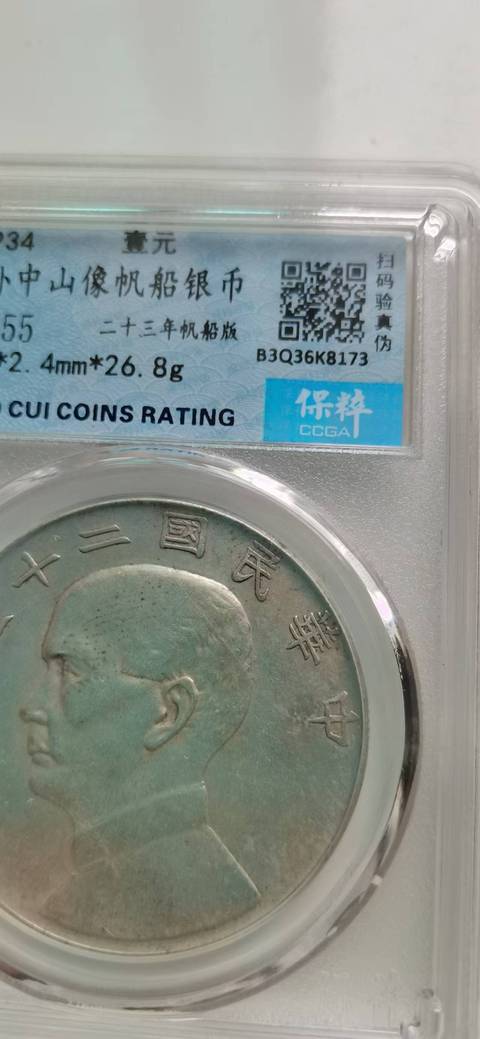 934 壹元
孙中山像帆船银币
55 二十三年帆船版
*2.4mm*26.8g
CUI COINS RATING
扫码验真伪
B3Q36K8173
保粹
CCGA
中華民國二十